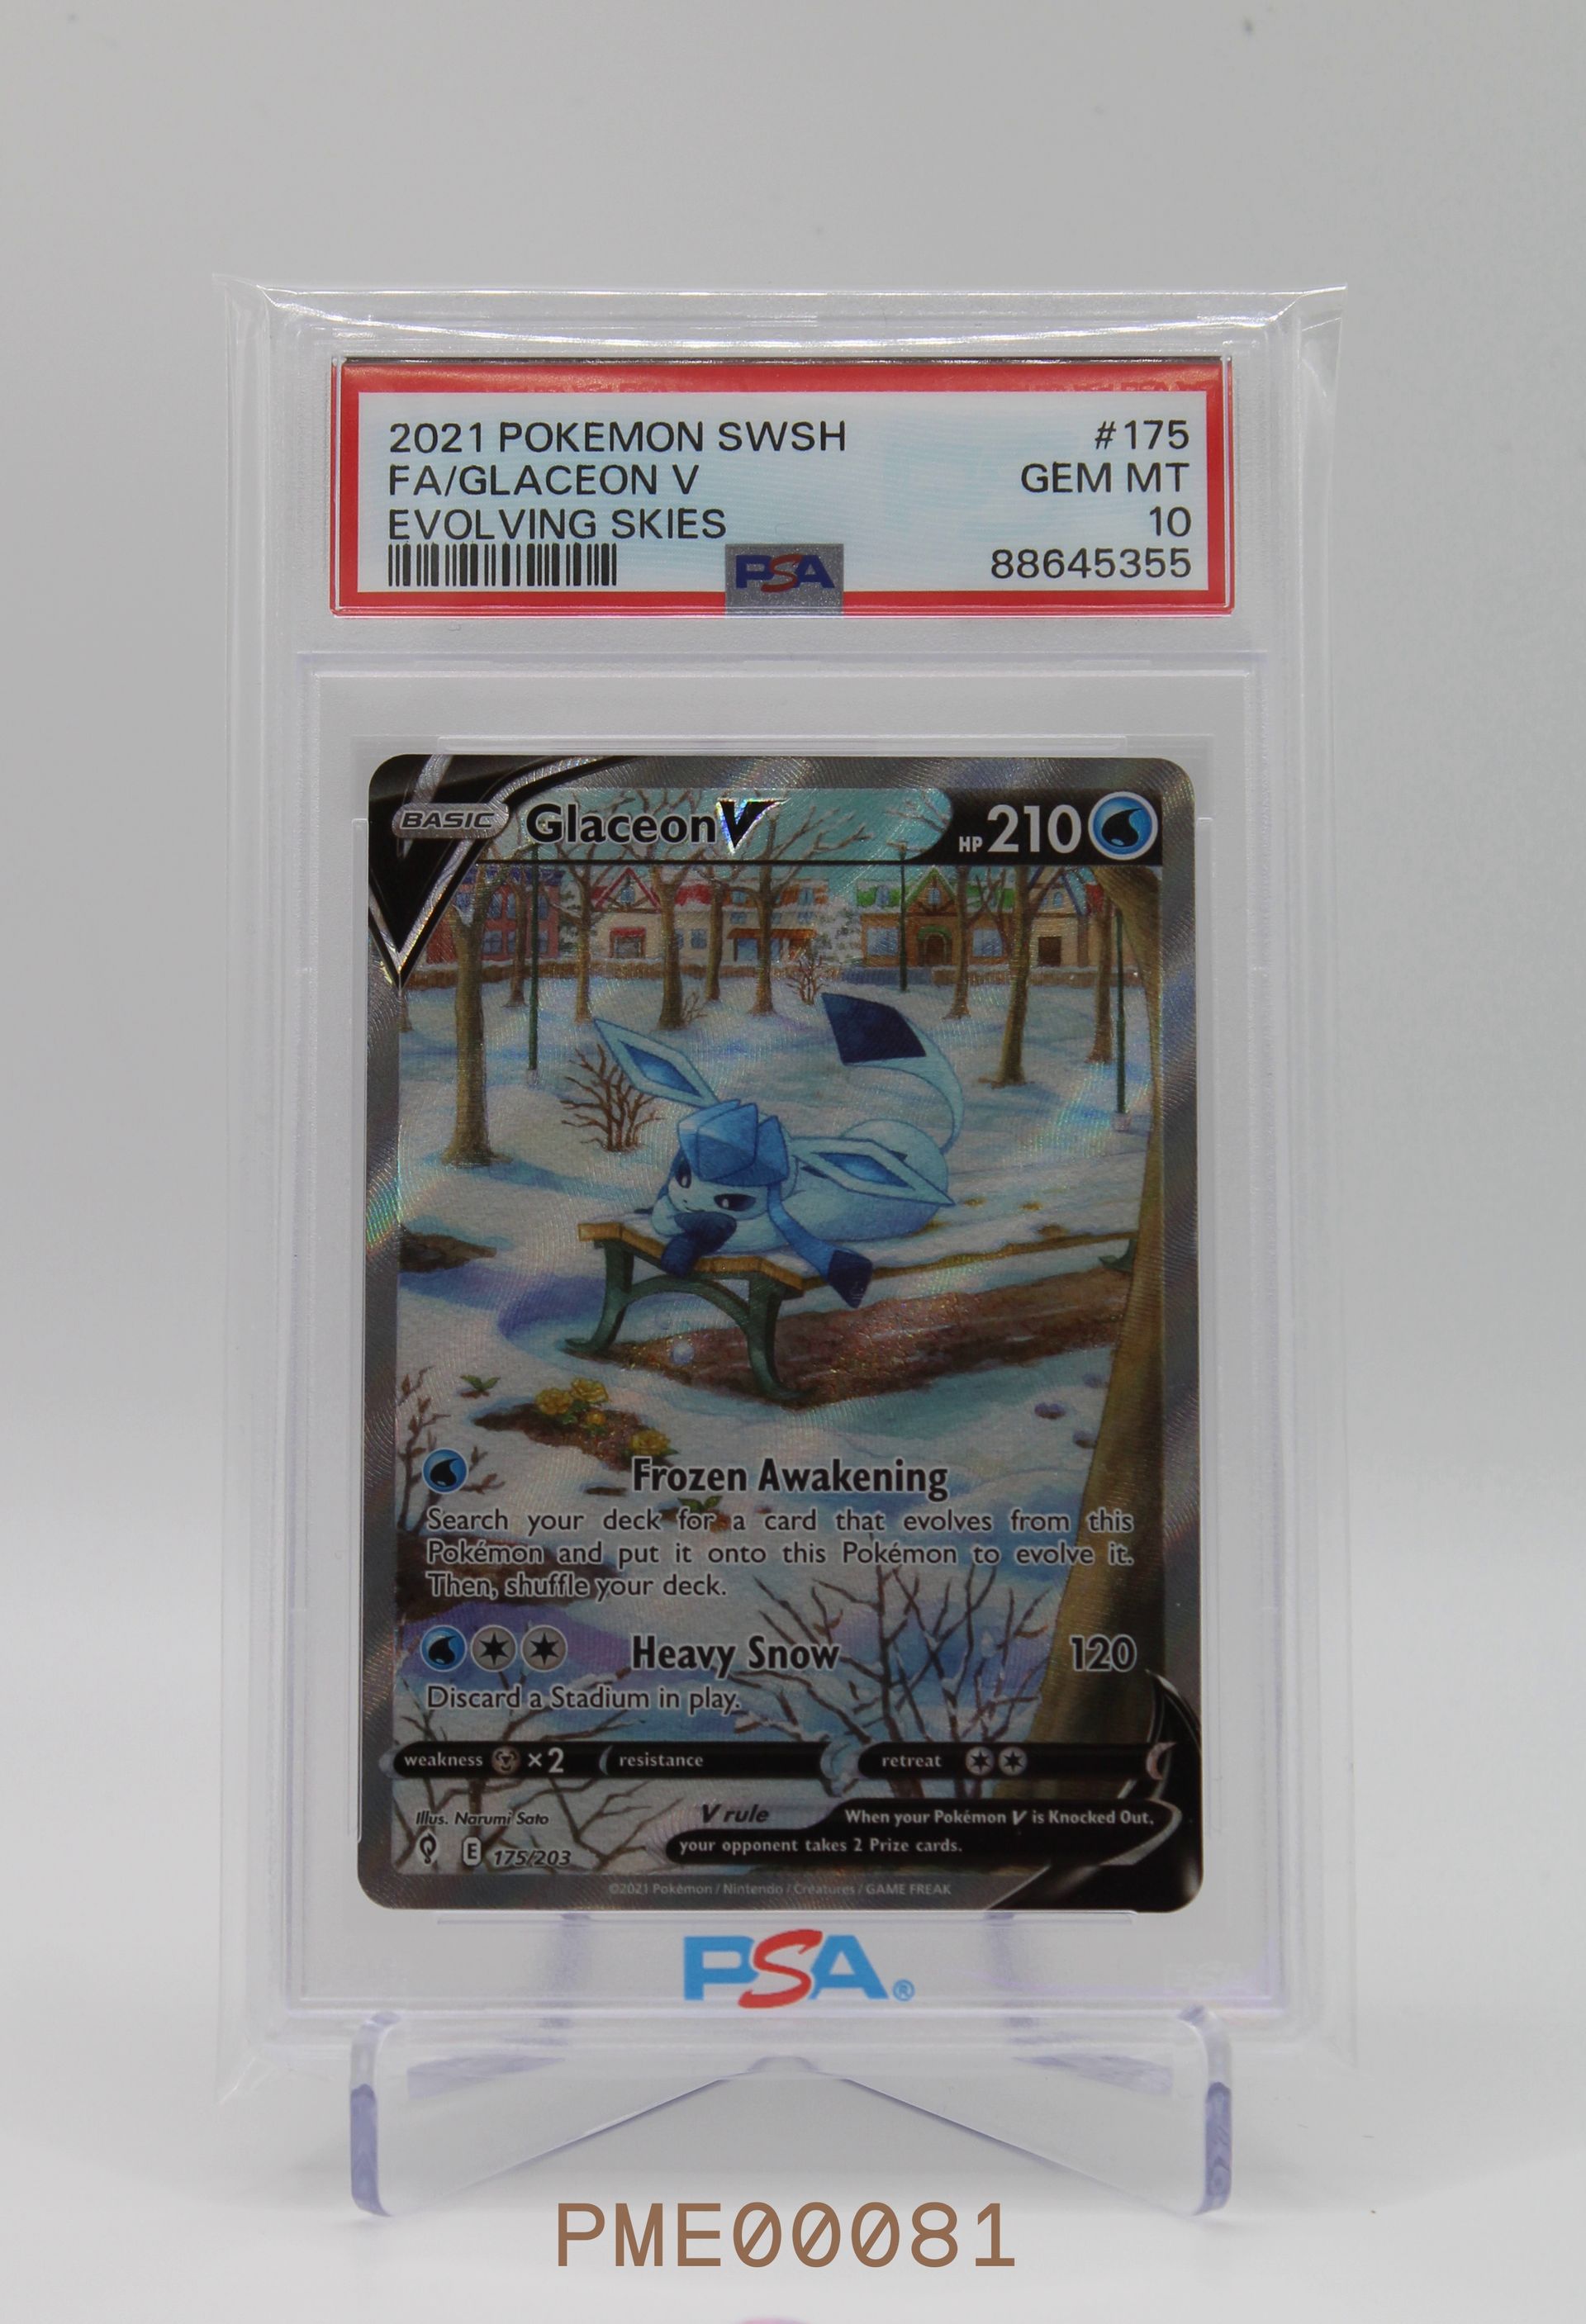 2021 POKEMON SWSH #175
FA/GLACEON V GEM MT
EVOLVING SKIES 10
PSA 88645355
BASIC Glaceon V HP 210
Frozen Awakening
Search your deck for a card that evolves from this
Pokémon and put it onto this Pokémon to evolve it.
Then, shuffle your deck.
Heavy Snow 120
Discard a Stadium in play.
weakness ×2 resistance retreat
Illus. Narumi Sato
V rule When your Pokémon V is Knocked Out,
your opponent takes 2 Prize cards.
E 175/203
©2021 Pokémon / Nintendo / Creatures / GAME FREAK
PSA®
PME00081